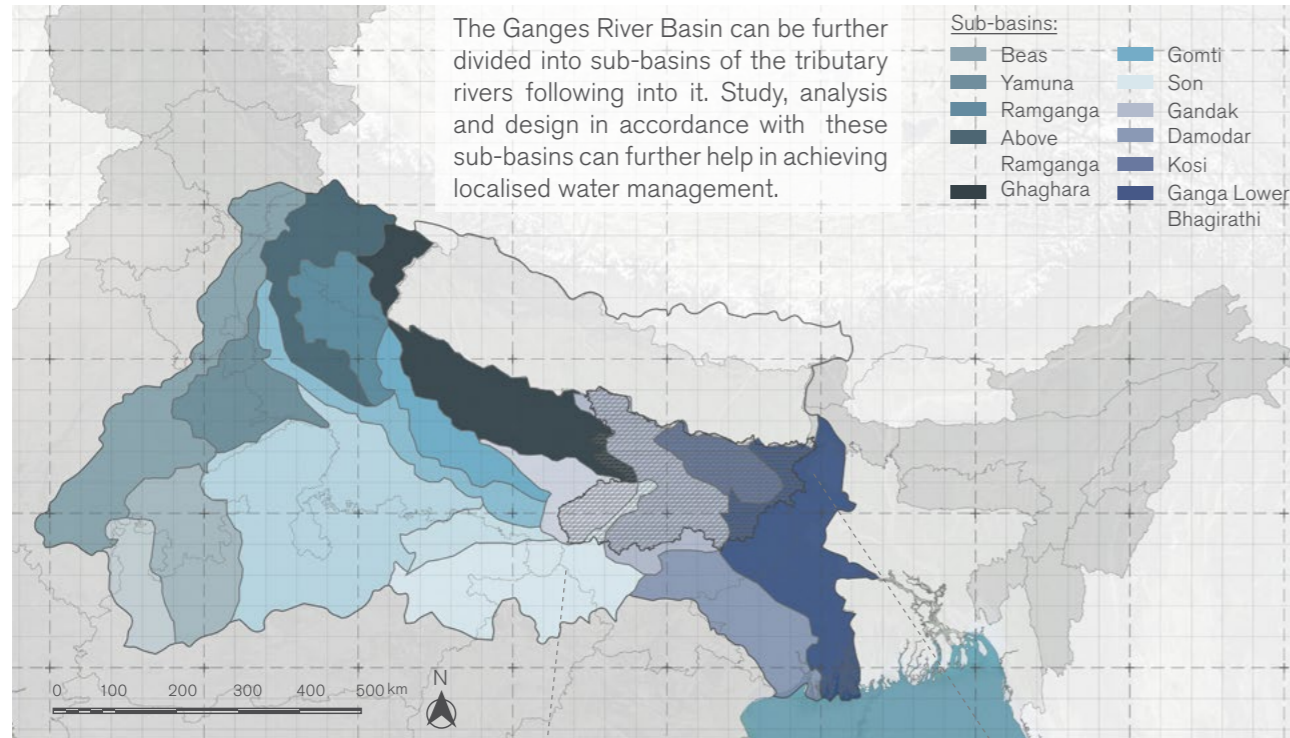 The Ganges River Basin can be further
divided into sub-basins of the tributary
rivers following into it. Study, analysis
and design in accordance with these
sub-basins can further help in achieving
localised water management.
Sub-basins:
Beas
Yamuna
Ramganga
Above
Ramganga
Ghaghara
Gomti
Son
Gandak
Damodar
Kosi
Ganga Lower
Bhagirathi
0 100 200 300 400 500 km
N